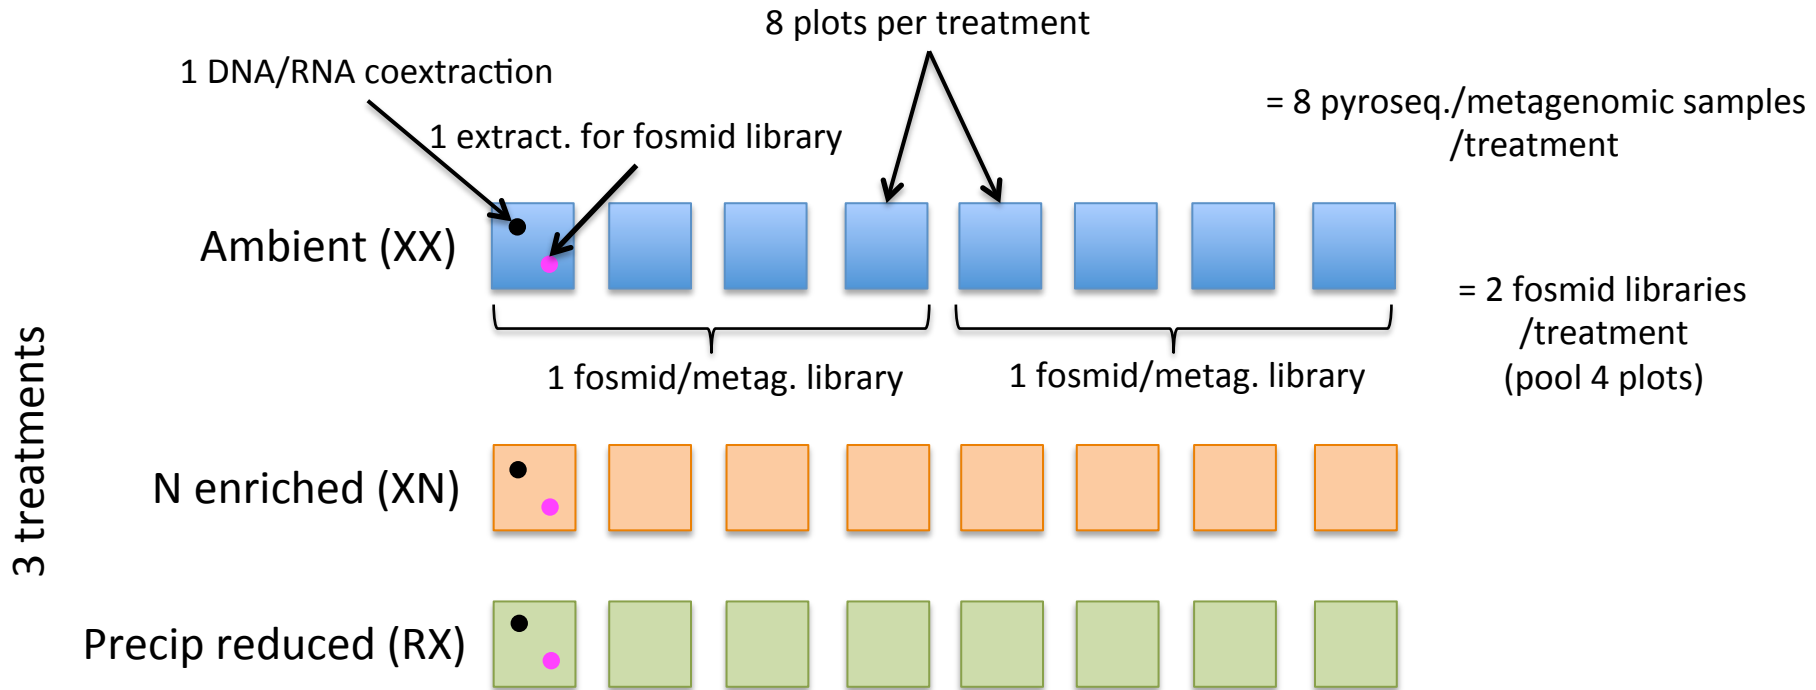 8 plots per treatment
1 DNA/RNA coextraction
1 extract. for fosmid library
= 8 pyroseq./metagenomic samples
/treatment
Ambient (XX)
= 2 fosmid libraries
/treatment
(pool 4 plots)
1 fosmid/metag. library
1 fosmid/metag. library
3 treatments
N enriched (XN)
Precip reduced (RX)